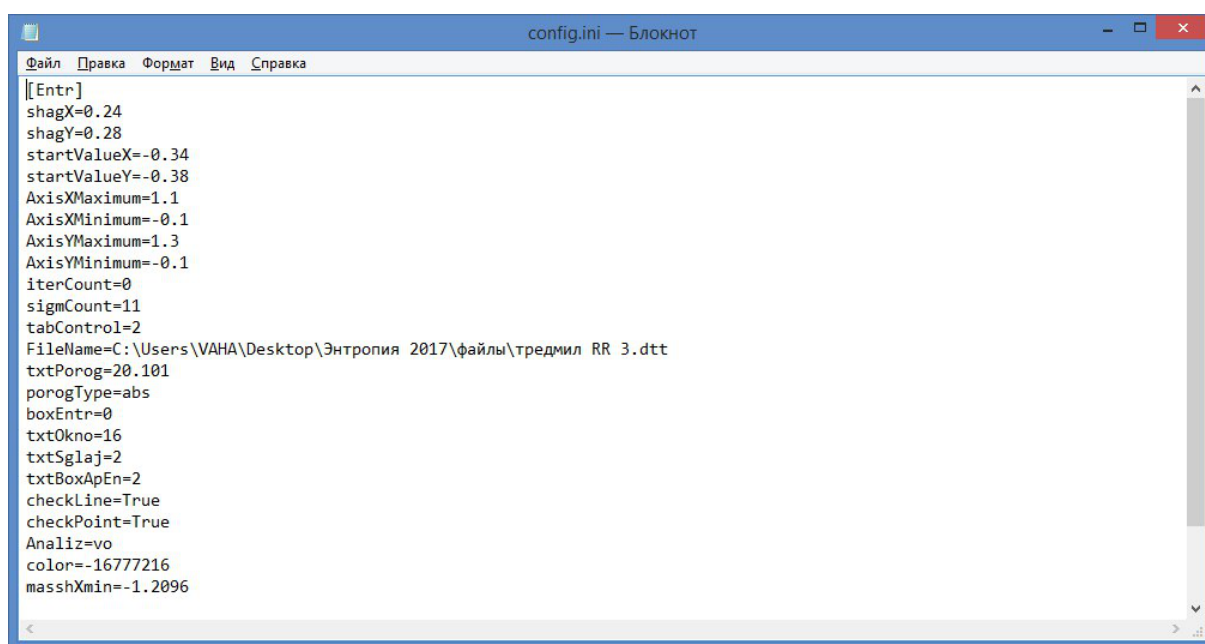 config.ini — Блокнот
Файл Правка Формат Вид Справка
[Entr]
shagX=0.24
shagY=0.28
startValueX=-0.34
startValueY=-0.38
AxisXMaximum=1.1
AxisXMinimum=-0.1
AxisYMaximum=1.3
AxisYMinimum=-0.1
iterCount=0
sigmCount=11
tabControl=2
FileName=C:\Users\VAHA\Desktop\Энтропия 2017\файлы\тредмил RR 3.dtt
txtPorog=20.101
porogType=abs
boxEntr=0
txtOkno=16
txtSglaj=2
txtBoxApEn=2
checkLine=True
checkPoint=True
Analiz=vo
color=-16777216
masshXmin=-1.2096